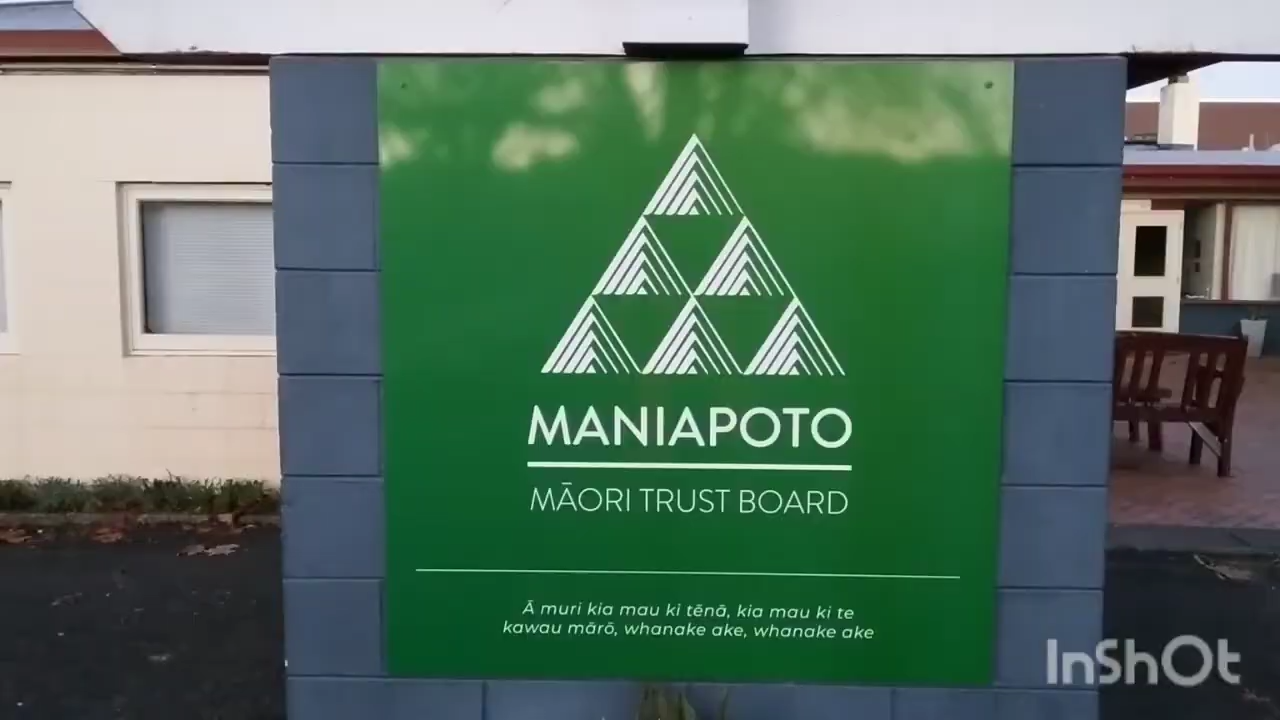 MANIAPOTO
MĀORI TRUST BOARD
Ā muri kia mau ki tēnā, kia mau ki te
kawau mārō, whanake ake, whanake ake
InShOt